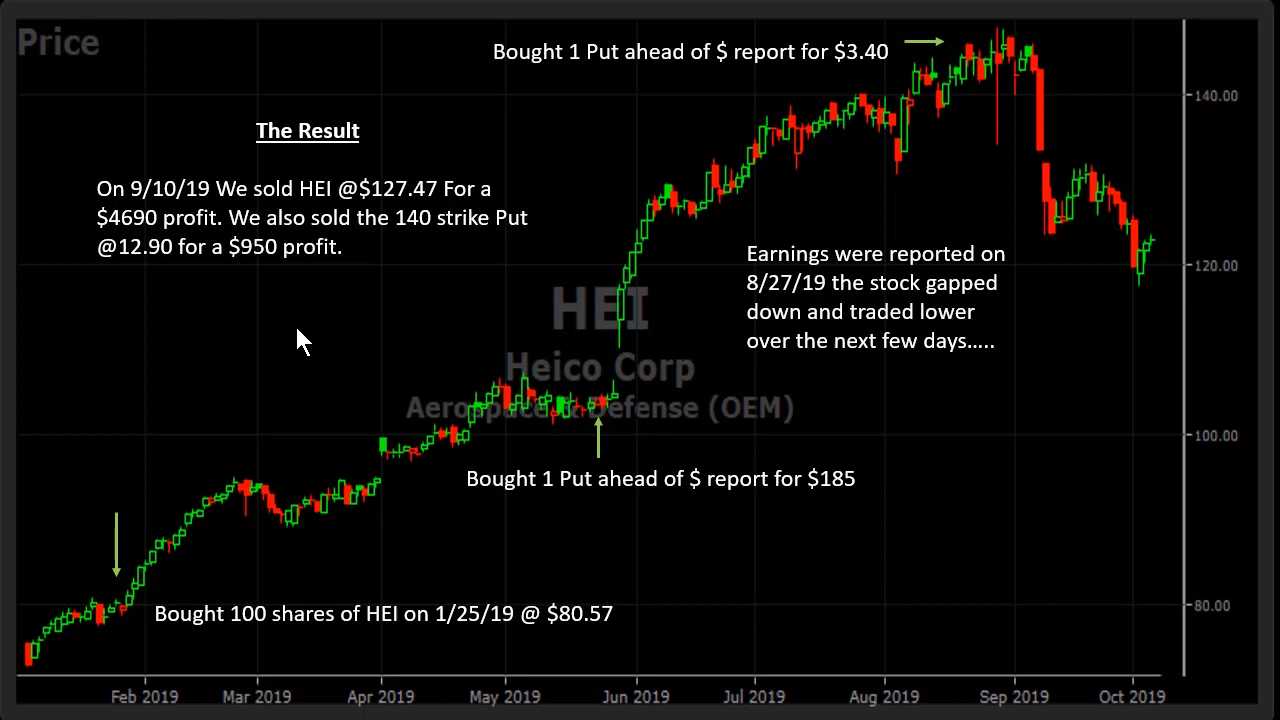 Price
Bought 1 Put ahead of $ report for $3.40
140.00
The Result
On 9/10/19 We sold HEI @$127.47 For a
$4690 profit. We also sold the 140 strike Put
@12.90 for a $950 profit.
Earnings were reported on
8/27/19 the stock gapped
down and traded lower
over the next few days…..
120.00
HEI
Heico Corp
Aerospace & Defense (OEM)
100.00
Bought 1 Put ahead of $ report for $185
80.00
Bought 100 shares of HEI on 1/25/19 @ $80.57
Feb 2019 Mar 2019 Apr 2019 May 2019 Jun 2019 Jul 2019 Aug 2019 Sep 2019 Oct 2019